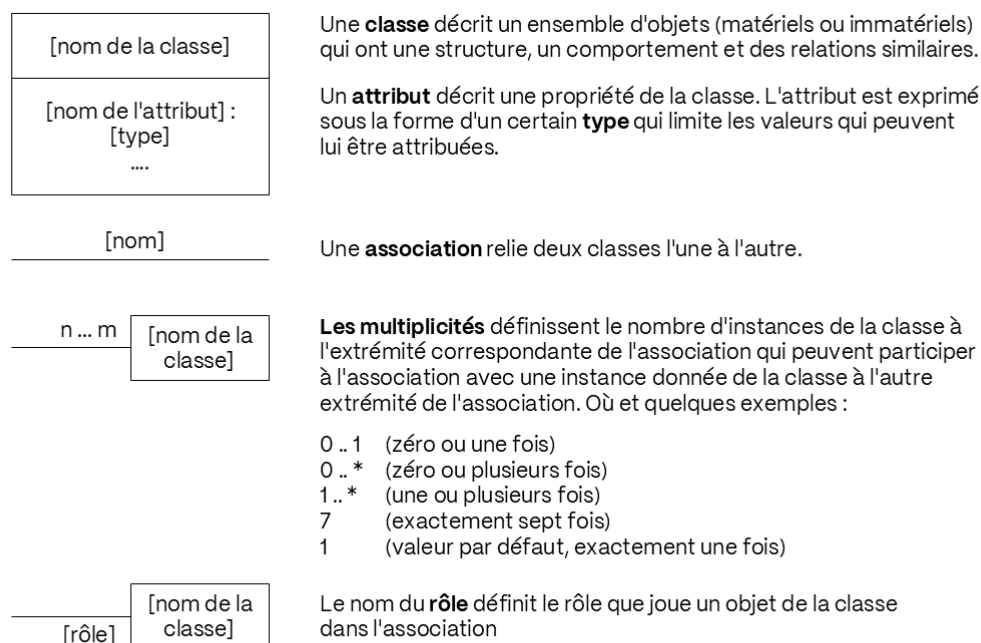 [nom de la classe]
Une classe décrit un ensemble d'objets (matériels ou immatériels)
qui ont une structure, un comportement et des relations similaires.
[nom de l'attribut] :
[type]
....
Un attribut décrit une propriété de la classe. L'attribut est exprimé
sous la forme d'un certain type qui limite les valeurs qui peuvent
lui être attribuées.
[nom]
Une association relie deux classes l'une à l'autre.
n ... m
[nom de la
classe]
Les multiplicités définissent le nombre d'instances de la classe à
l'extrémité correspondante de l'association qui peuvent participer
à l'association avec une instance donnée de la classe à l'autre
extrémité de l'association. Où et quelques exemples :
0 .. 1 (zéro ou une fois)
0 .. * (zéro ou plusieurs fois)
1 .. * (une ou plusieurs fois)
7 (exactement sept fois)
1 (valeur par défaut, exactement une fois)
[rôle]
[nom de la
classe]
Le nom du rôle définit le rôle que joue un objet de la classe
dans l'association